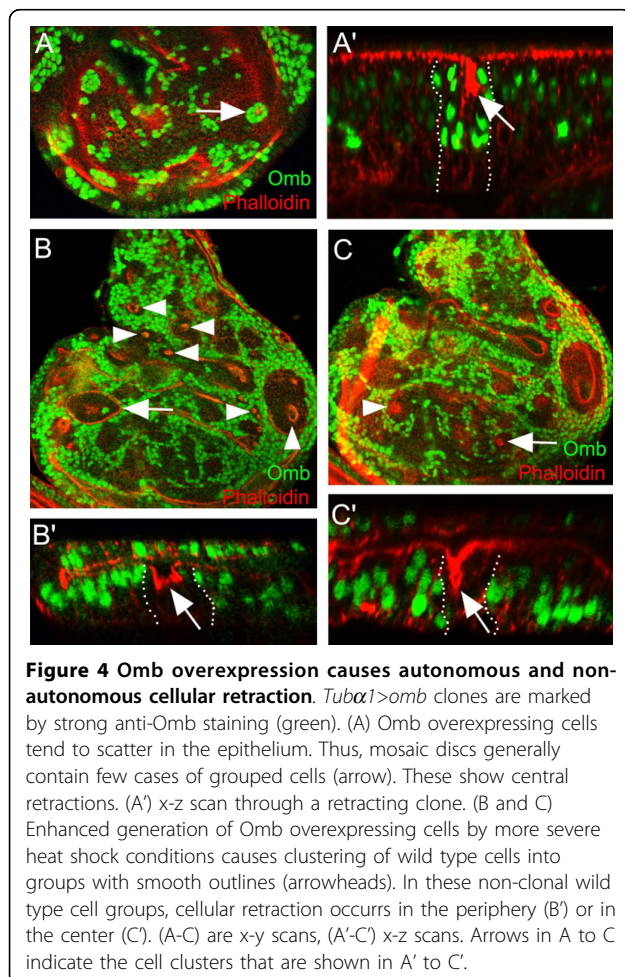 A
Omb
Phalloidin
A'
B
Omb
Phalloidin
C
Omb
Phalloidin
B'
C'
Figure 4 Omb overexpression causes autonomous and non-
autonomous cellular retraction. Tubα1>omb clones are marked
by strong anti-Omb staining (green). (A) Omb overexpressing cells
tend to scatter in the epithelium. Thus, mosaic discs generally
contain few cases of grouped cells (arrow). These show central
retractions. (A') x-z scan through a retracting clone. (B and C)
Enhanced generation of Omb overexpressing cells by more severe
heat shock conditions causes clustering of wild type cells into
groups with smooth outlines (arrowheads). In these non-clonal wild
type cell groups, cellular retraction occurrs in the periphery (B') or in
the center (C'). (A-C) are x-y scans, (A'-C') x-z scans. Arrows in A to C
indicate the cell clusters that are shown in A' to C'.